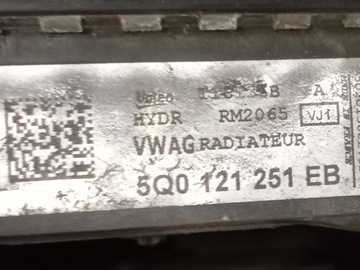 HYDR RM2065 VJ1
VWAG RADIATEUR
5Q0 121 251 EB